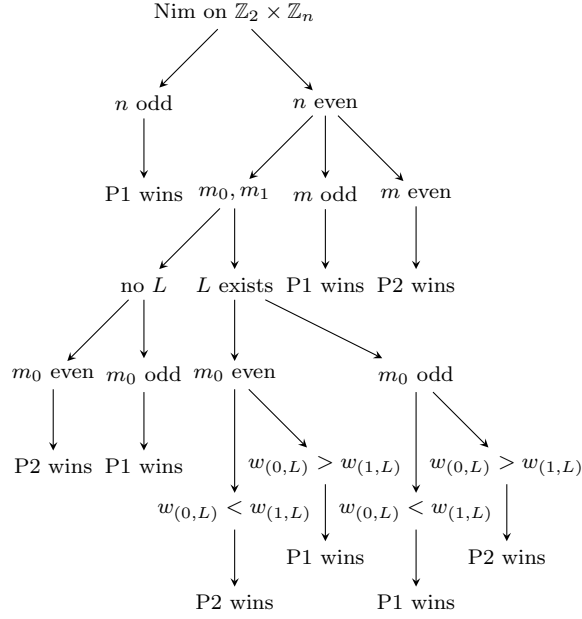 Nim on ℤ₂ × ℤₙ
n odd
n even
P1 wins
m₀, m₁
m odd
m even
no L
L exists
P1 wins
P2 wins
m₀ even
m₀ odd
m₀ even
m₀ odd
P2 wins
P1 wins
w₍₀,L₎ > w₍₁,L₎
w₍₀,L₎ > w₍₁,L₎
w₍₀,L₎ < w₍₁,L₎
w₍₀,L₎ < w₍₁,L₎
P1 wins
P2 wins
P2 wins
P1 wins